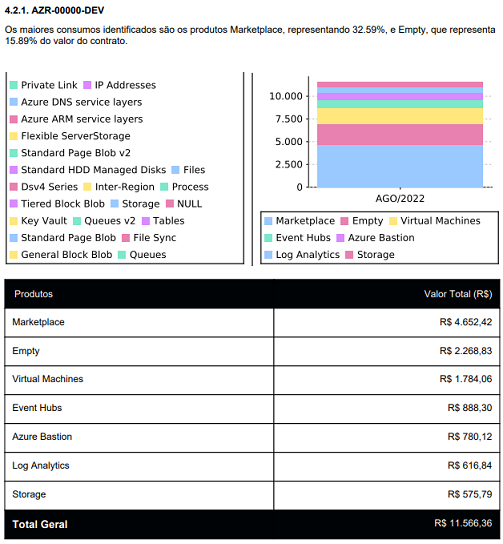 4.2.1. AZR-00000-DEV
Os maiores consumos identificados são os produtos Marketplace, representando 32.59%, e Empty, que representa
15.89% do valor do contrato.
Private Link IP Addresses
Azure DNS service layers
Azure ARM service layers
Flexible ServerStorage
Standard Page Blob v2
Standard HDD Managed Disks Files
Dsv4 Series Inter-Region Process
Tiered Block Blob Storage NULL
Key Vault Queues v2 Tables
Standard Page Blob File Sync
General Block Blob Queues
10.000
7.500
5.000
2.500
0
AGO/2022
Marketplace Empty Virtual Machines
Event Hubs Azure Bastion
Log Analytics Storage
Produtos Valor Total (R$)
Marketplace R$ 4.652,42
Empty R$ 2.268,83
Virtual Machines R$ 1.784,06
Event Hubs R$ 888,30
Azure Bastion R$ 780,12
Log Analytics R$ 616,84
Storage R$ 575,79
Total Geral R$ 11.566,36